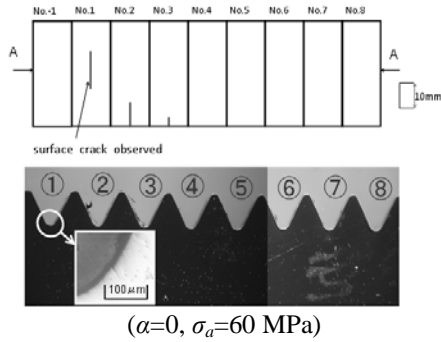 No.-1 No.1 No.2 No.3 No.4 No.5 No.6 No.7 No.8
A A
10mm
surface crack observed
① ② ③ ④ ⑤ ⑥ ⑦ ⑧
100μm
(α=0, σₐ=60 MPa)